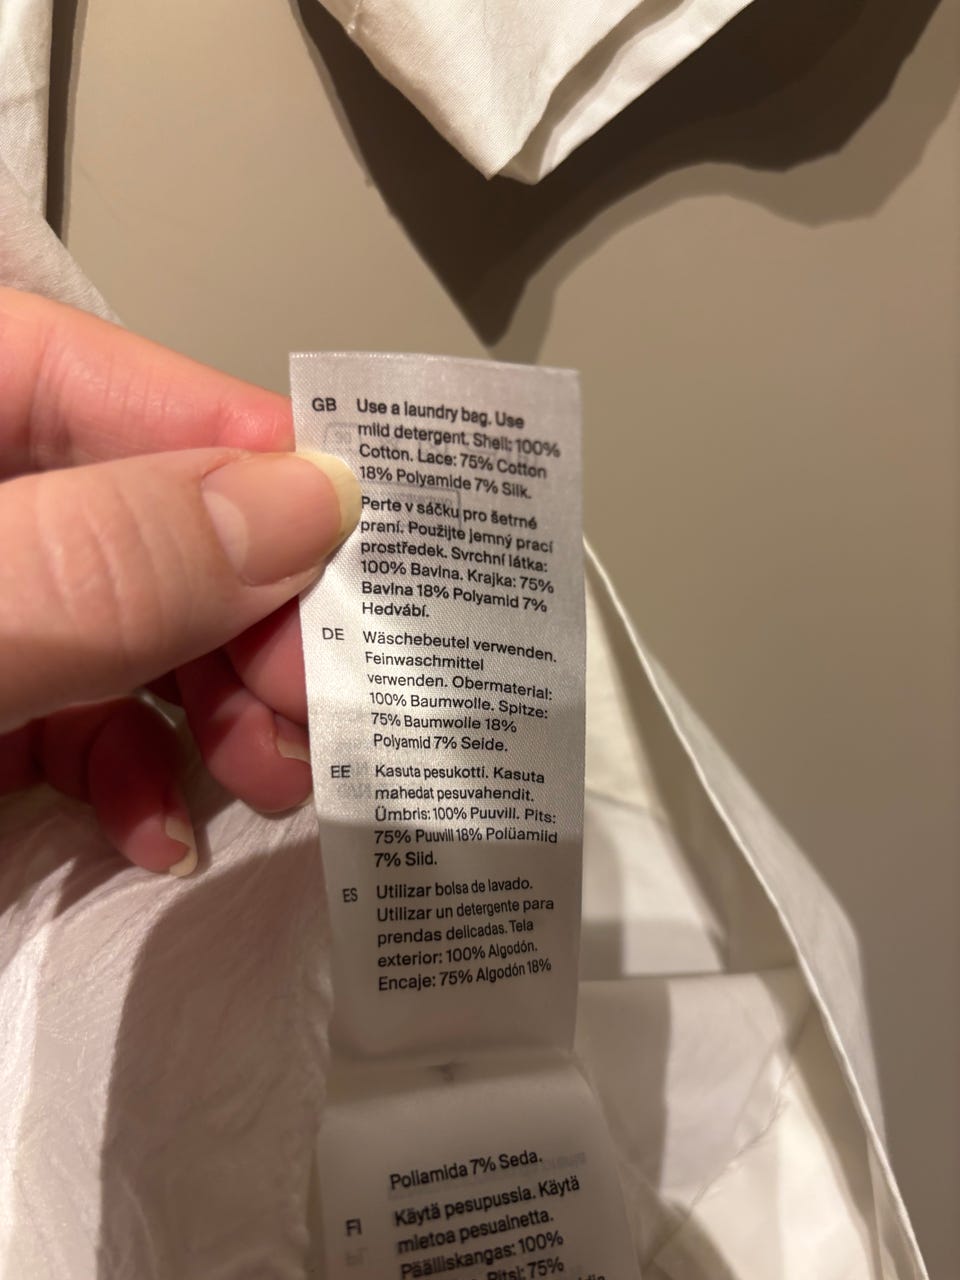 GB Use a laundry bag. Use
mild detergent. Shell: 100%
Cotton. Lace: 75% Cotton
18% Polyamide 7% Silk.
Perte v sáčku pro šetrné
praní. Použijte jemný prací
prostředek. Svrchní látka:
100% Bavlna. Krajka: 75%
Bavlna 18% Polyamid 7%
Hedvábí.
DE Wäschebeutel verwenden.
Feinwaschmittel
verwenden. Obermaterial:
100% Baumwolle. Spitze:
75% Baumwolle 18%
Polyamid 7% Seide.
EE Kasuta pesukotti. Kasuta
mahedat pesuvahendit.
Ümbris: 100% Puuvill. Pits:
75% Puuvill 18% Polüamiid
7% Siid.
ES Utilizar bolsa de lavado.
Utilizar un detergente para
prendas delicadas. Tela
exterior: 100% Algodón.
Encaje: 75% Algodón 18%
Poliamida 7% Seda.
FI Käytä pesupussia. Käytä
mietoa pesuainetta.
Päälliskangas: 100%
Pitsi: 75%